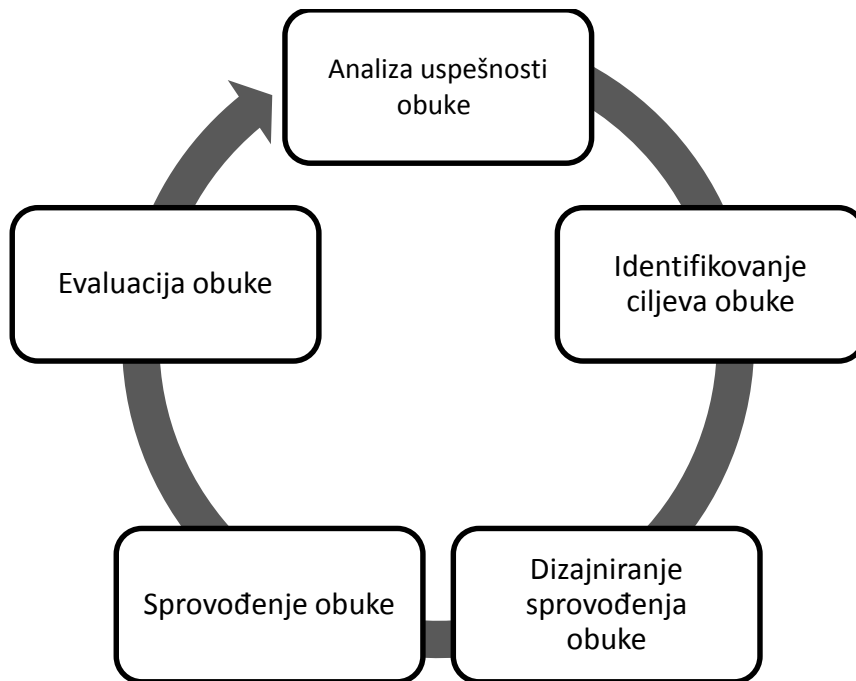 Analiza uspešnosti
obuke
Identifikovanje
ciljeva obuke
Dizajniranje
sprovođenja
obuke
Sprovođenje obuke
Evaluacija obuke